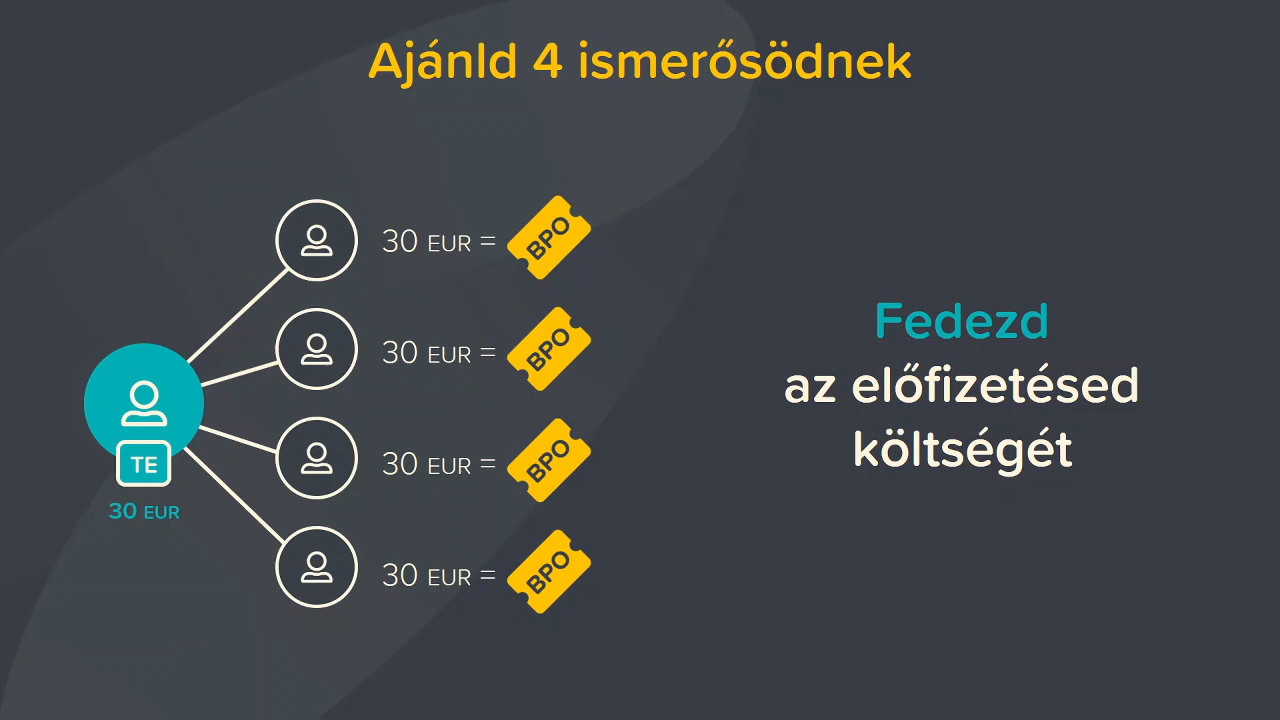 Ajánld 4 ismerősödnek
30 EUR = BPO
30 EUR = BPO
30 EUR = BPO
30 EUR = BPO
TE
30 EUR
Fedezd
az előfizetésed
költségét